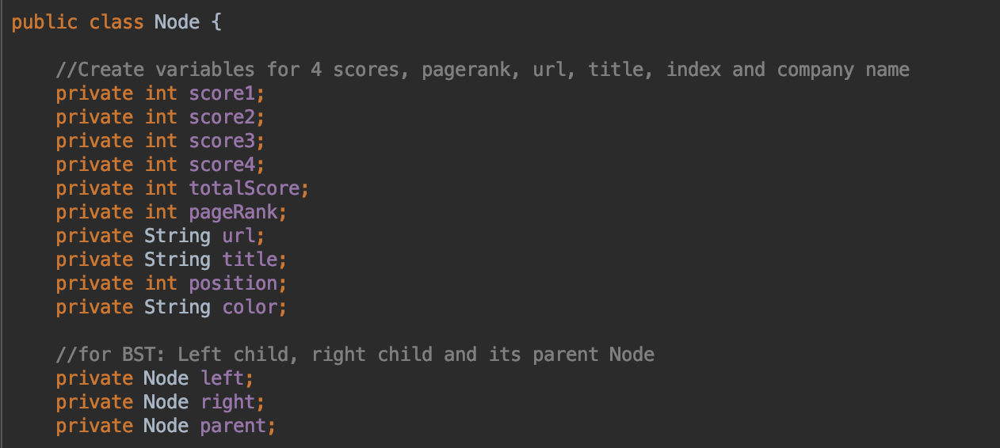 public class Node {
//Create variables for 4 scores, pagerank, url, title, index and company name
private int score1;
private int score2;
private int score3;
private int score4;
private int totalScore;
private int pageRank;
private String url;
private String title;
private int position;
private String color;
//for BST: Left child, right child and its parent Node
private Node left;
private Node right;
private Node parent;